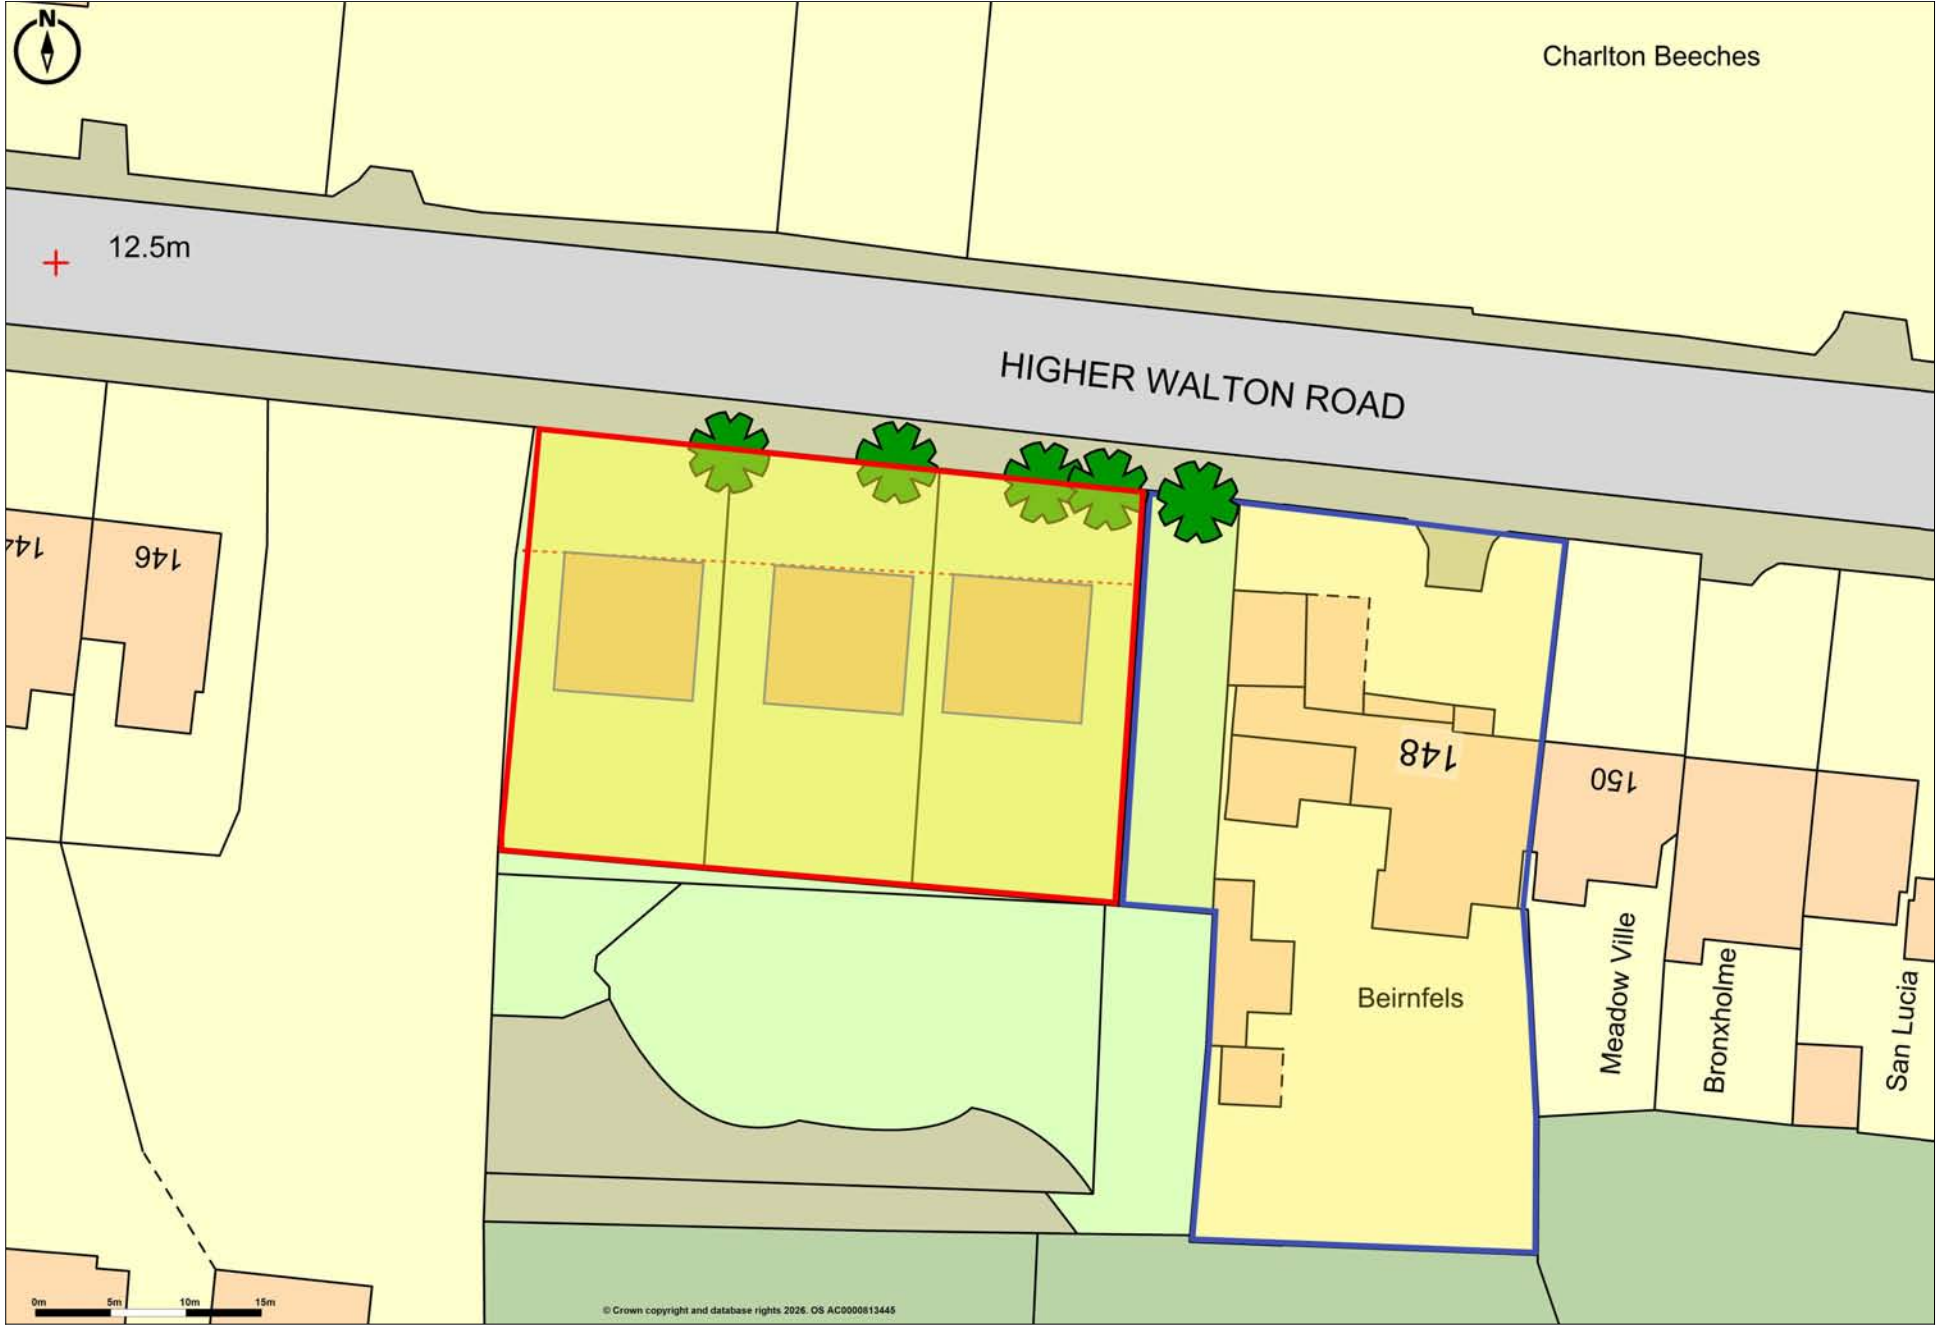 N
Charlton Beeches
12.5m
HIGHER WALTON ROAD
144
146
148
150
Beirnfels
Meadow Ville
Bronxholme
San Lucia
0m 5m 10m 15m
© Crown copyright and database rights 2026. OS AC0000813445